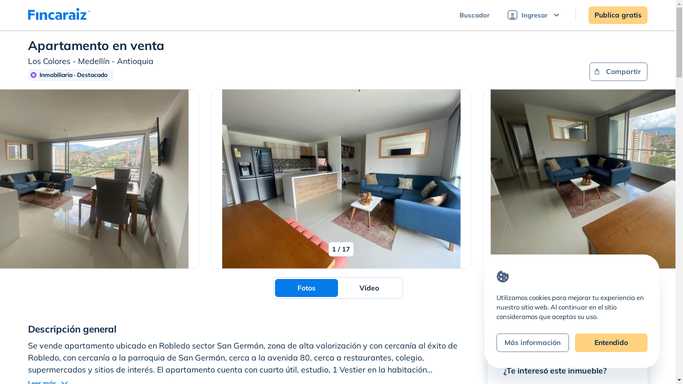 Fincaraiz
Buscador
Ingresar
Publica gratis
Apartamento en venta
Los Colores - Medellín - Antioquia
Inmobiliaria - Destacado
Compartir
1 / 17
Fotos
Video
Utilizamos cookies para mejorar tu experiencia en
nuestro sitio web. Al continuar en el sitio
consideramos que aceptas su uso.
Más información
Entendido
Descripción general
Se vende apartamento ubicado en Robledo sector San Germán, zona de alta valorización y con cercanía al éxito de
Robledo, con cercanía a la parroquia de San Germán, cerca a la avenida 80, cerca a restaurantes, colegio,
supermercados y sitios de interés. El apartamento cuenta con cuarto útil, estudio, 1 Vestier en la habitación...
Leer más
¿Te interesó este inmueble?